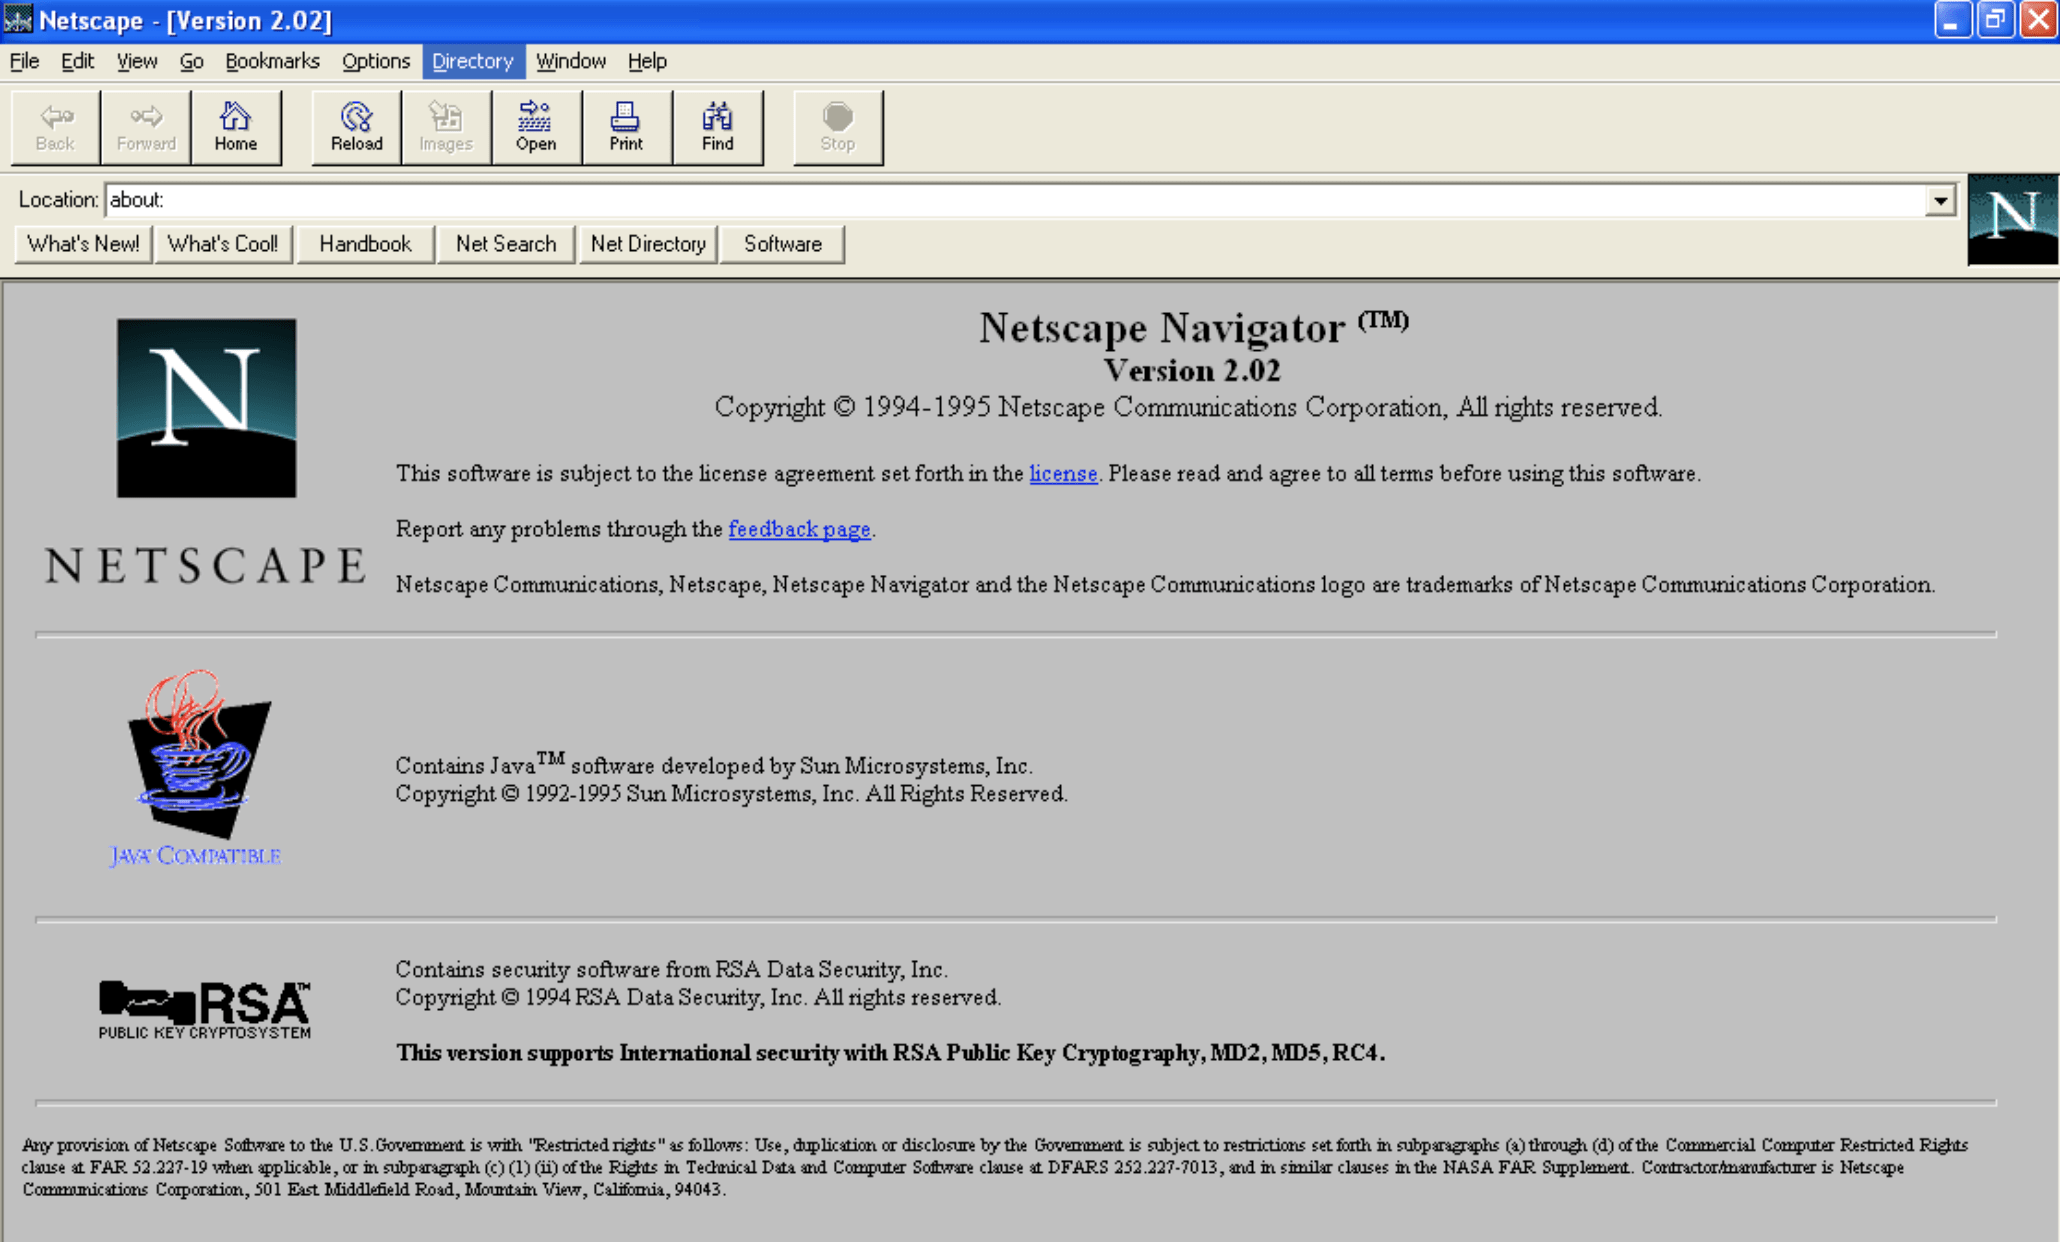 Netscape - [Version 2.02]
File Edit View Go Bookmarks Options Directory Window Help
Back Forward Home Reload Images Open Print Find Stop
Location: about:
N
What's New! What's Cool! Handbook Net Search Net Directory Software
Netscape Navigator (TM)
Version 2.02
Copyright © 1994-1995 Netscape Communications Corporation, All rights reserved.
N
This software is subject to the license agreement set forth in the license. Please read and agree to all terms before using this software.
Report any problems through the feedback page.
NETSCAPE
Netscape Communications, Netscape, Netscape Navigator and the Netscape Communications logo are trademarks of Netscape Communications Corporation.
Contains Java™ software developed by Sun Microsystems, Inc.
Copyright © 1992-1995 Sun Microsystems, Inc. All Rights Reserved.
JAVA COMPATIBLE
Contains security software from RSA Data Security, Inc.
Copyright © 1994 RSA Data Security, Inc. All rights reserved.
RSA™
PUBLIC KEY CRYPTOSYSTEM
This version supports International security with RSA Public Key Cryptography, MD2, MD5, RC4.
Any provision of Netscape Software to the U.S.Government is with "Restricted rights" as follows: Use, duplication or disclosure by the Government is subject to restrictions set forth in subparagraphs (a) through (d) of the Commercial Computer Restricted Rights
clause at FAR 52.227-19 when applicable, or in subparagraph (c) (1) (ii) of the Rights in Technical Data and Computer Software clause at DFARS 252.227-7013, and in similar clauses in the NASA FAR Supplement. Contractor/manufacturer is Netscape
Communications Corporation, 501 East Middlefield Road, Mountain View, California, 94043.